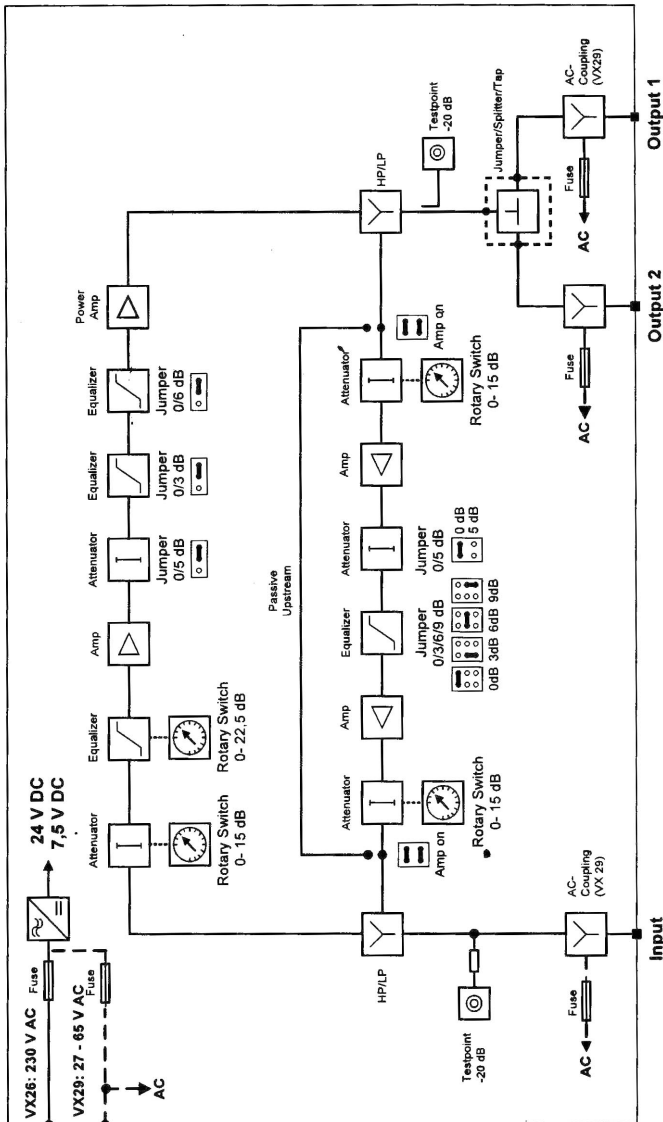 VX26: 230 V AC
Fuse
24 V DC
7,5 V DC
VX29: 27 - 65 V AC
Fuse
AC
Attenuator
Rotary Switch
0- 15 dB
Equalizer
Rotary Switch
0- 22,5 dB
Amp
Attenuator
Jumper
0/5 dB
Equalizer
Jumper
0/3 dB
Equalizer
Jumper
0/6 dB
Power
Amp
Passive
Upstream
HP/LP
Amp on
Attenuator
Rotary Switch
0- 15 dB
Amp
Equalizer
Jumper
0/3/6/9 dB
0dB 3dB 6dB 9dB
Attenuator
Jumper
0/5 dB
0 dB
5 dB
Amp
Attenuator
Rotary Switch
0- 15 dB
Amp on
HP/LP
Testpoint
-20 dB
Testpoint
-20 dB
Jumper/Splitter/Tap
AC
Fuse
AC-
Coupling
(VX 29)
Input
AC
Fuse
Output 2
AC
Fuse
AC-
Coupling
(VX29)
Output 1